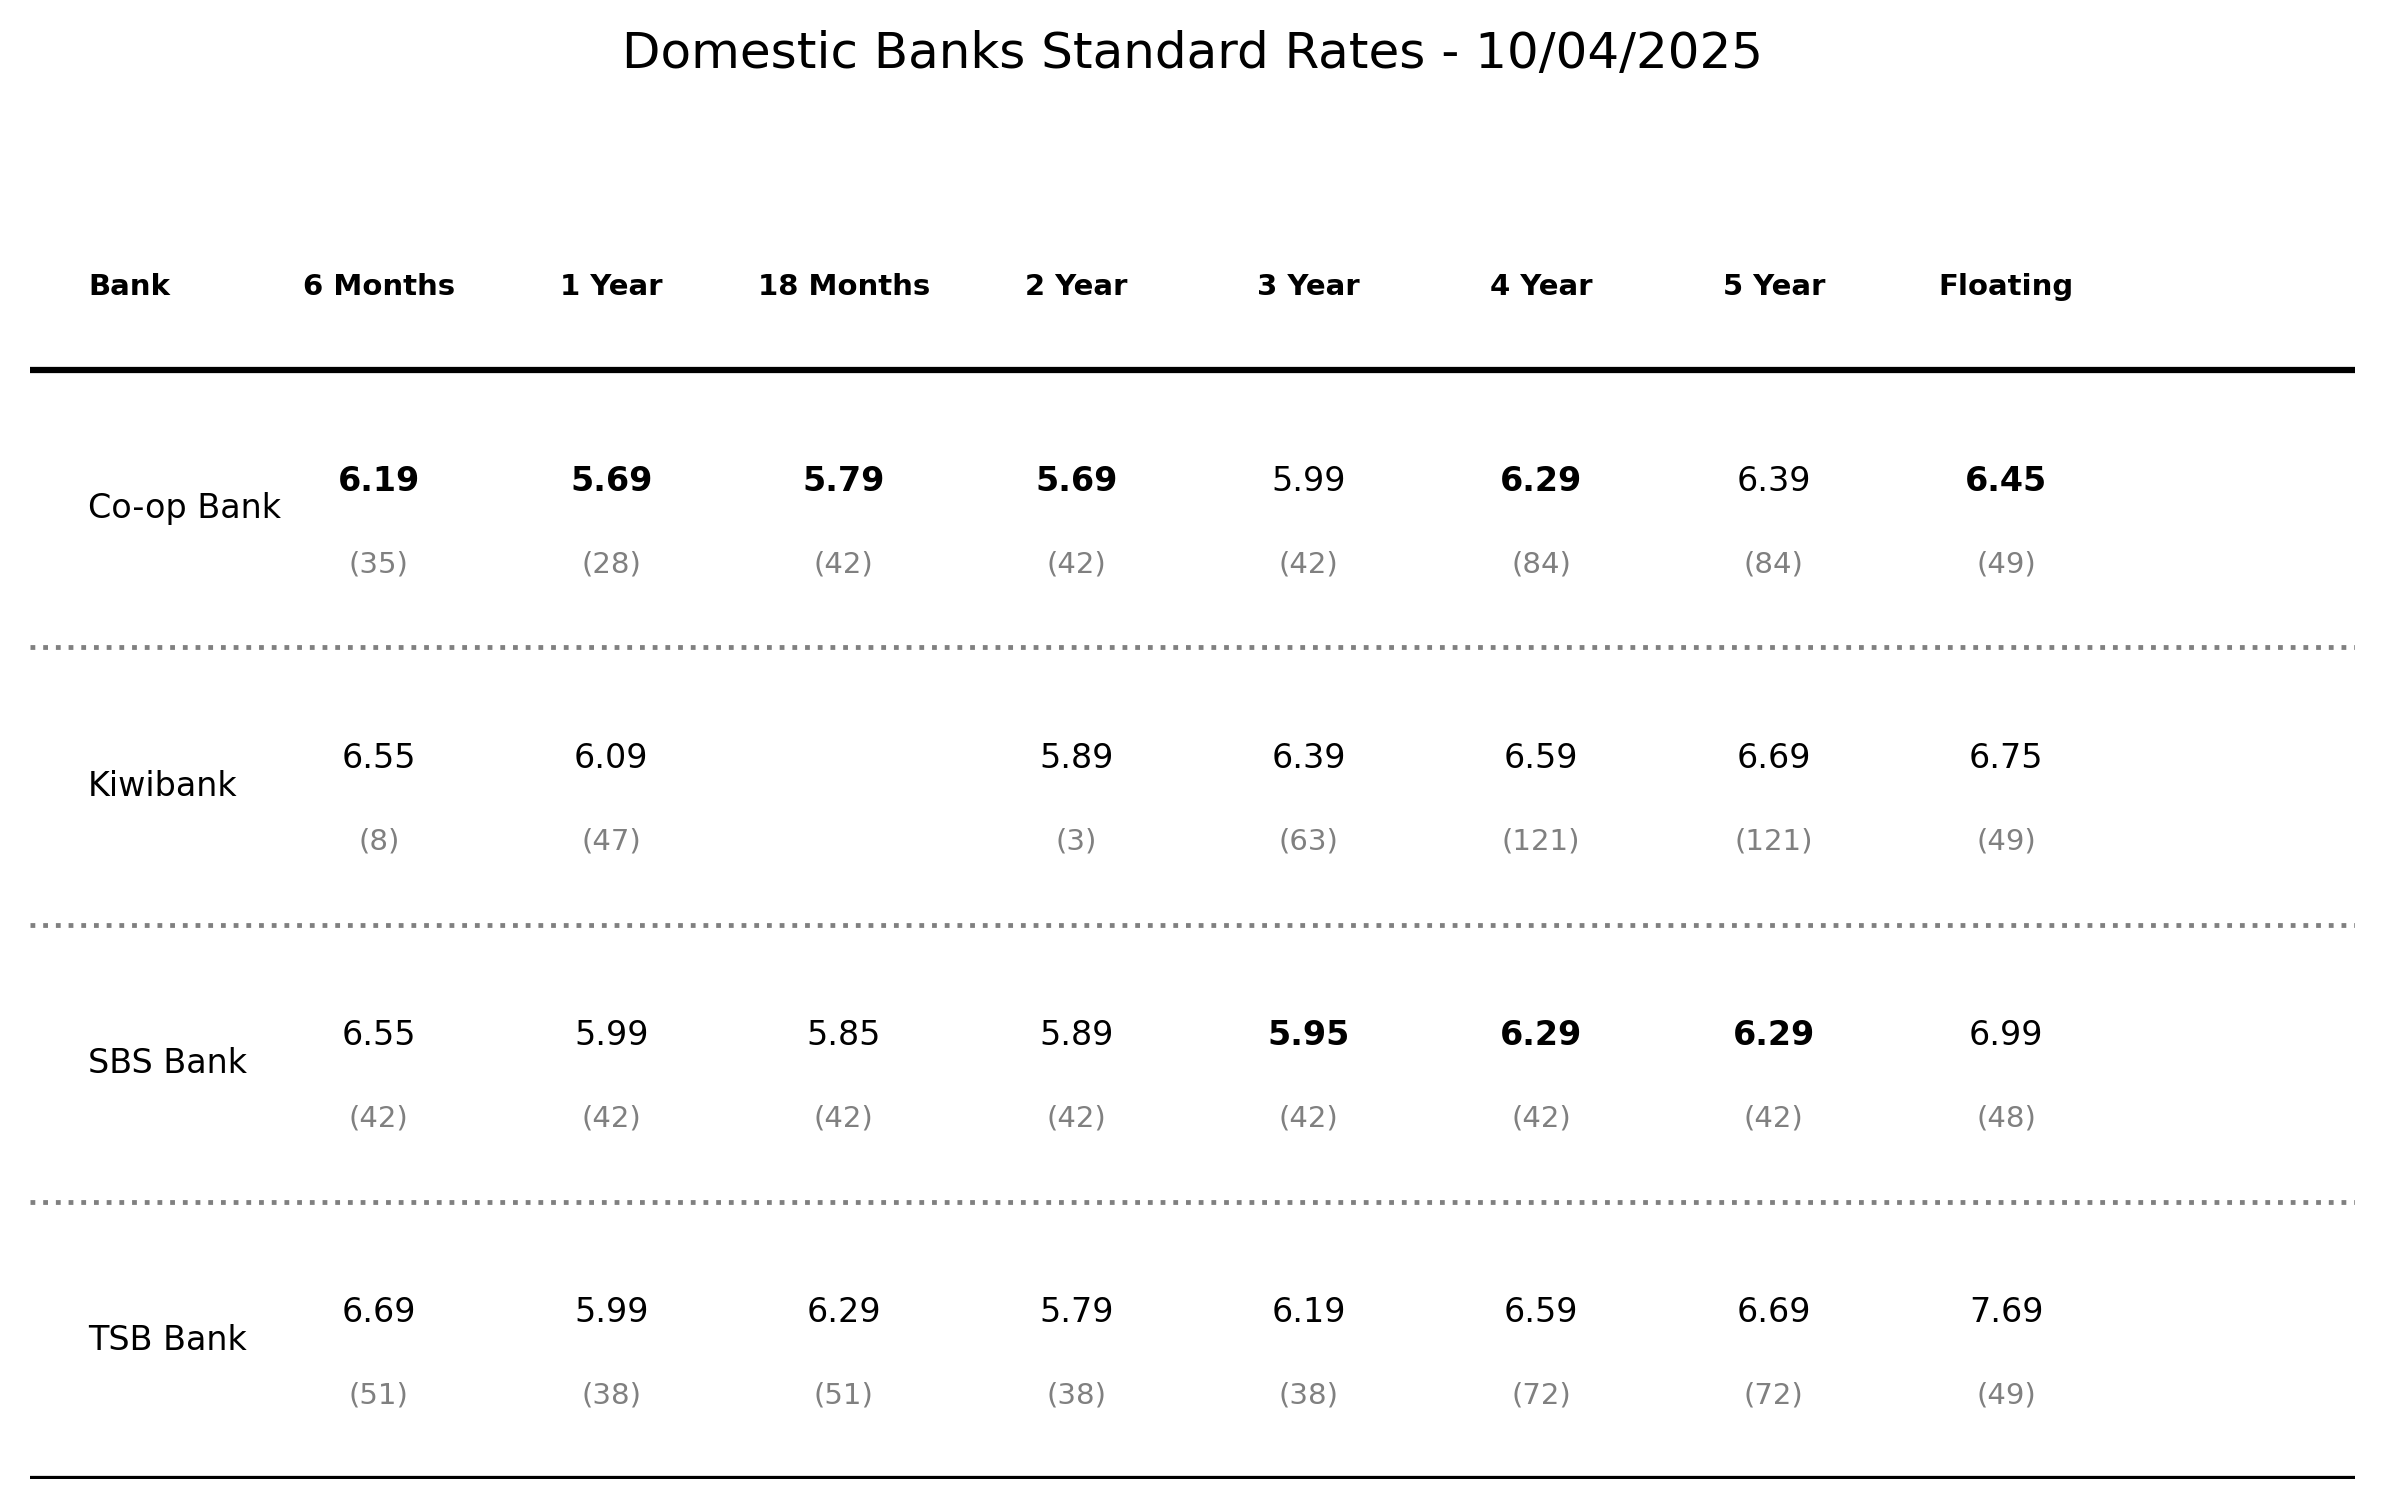 Domestic Banks Standard Rates - 10/04/2025
Bank 6 Months 1 Year 18 Months 2 Year 3 Year 4 Year 5 Year Floating
6.19 5.69 5.79 5.69 5.99 6.29 6.39 6.45
Co-op Bank
(35) (28) (42) (42) (42) (84) (84) (49)
6.55 6.09 5.89 6.39 6.59 6.69 6.75
Kiwibank
(8) (47) (3) (63) (121) (121) (49)
6.55 5.99 5.85 5.89 5.95 6.29 6.29 6.99
SBS Bank
(42) (42) (42) (42) (42) (42) (42) (48)
6.69 5.99 6.29 5.79 6.19 6.59 6.69 7.69
TSB Bank
(51) (38) (51) (38) (38) (72) (72) (49)